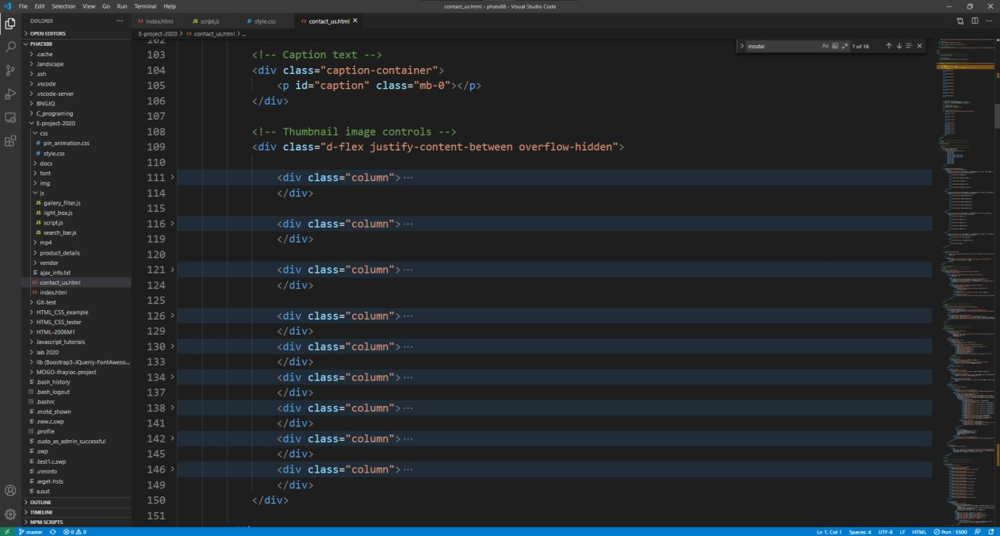 File Edit Selection View Go Run Terminal Help
contact_us.html - phatx88 - Visual Studio Code
EXPLORER
OPEN EDITORS
PHATX88
.cache
.landscape
.ssh
.vscode
.vscode-server
BNGJQ
C_programing
E-project-2020
css
# pin_animation.css
# style.css
docs
font
img
js
JS gallery_filter.js
JS light_box.js
JS script.js
JS search_bar.js
mp4
product_details
vendor
ajax_info.txt
<> contact_us.html
<> index.html
Git-test
HTML_CSS_example
HTML_CSS_tester
HTML-2006M1
Javascript_tutorials
lab 2020
lib (Boostrap3-JQuerry-FontAweso...
MOGO-thayloc-project
.bash_history
.bash_logout
.bashrc
.motd_shown
.new.c.swp
.profile
.sudo_as_admin_successful
.swp
.test1.c.swp
.viminfo
.wget-hsts
a.out
OUTLINE
TIMELINE
NPM SCRIPTS
<> index.html JS script.js # style.css <> contact_us.html
E-project-2020 > <> contact_us.html > ...
modal Aa ? of 16
102
103 <!-- Caption text -->
104 <div class="caption-container">
105 <p id="caption" class="mb-0"></p>
106 </div>
107
108 <!-- Thumbnail image controls -->
109 <div class="d-flex justify-content-between overflow-hidden">
110
111 <div class="column">...
114 </div>
115
116 <div class="column">...
119 </div>
120
121 <div class="column">...
124 </div>
125
126 <div class="column">...
129 </div>
130 <div class="column">...
133 </div>
134 <div class="column">...
137 </div>
138 <div class="column">...
141 </div>
142 <div class="column">...
145 </div>
146 <div class="column">...
149 </div>
150 </div>
151
master 0 0 Ln 1, Col 1 Spaces: 4 UTF-8 LF HTML Port : 5500